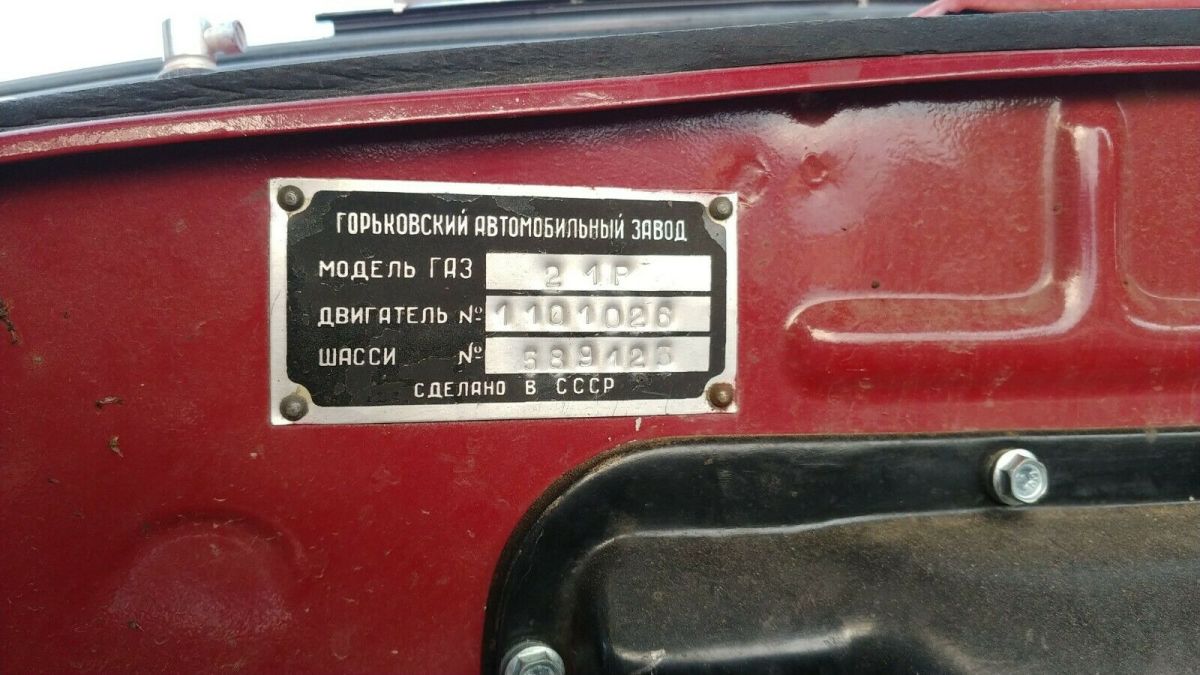 ГОРЬКОВСКИЙ АВТОМОБИЛЬНЫЙ ЗАВОД
МОДЕЛЬ ГАЗ 21Р
ДВИГАТЕЛЬ № 1101026
ШАССИ № 589125
СДЕЛАНО В СССР